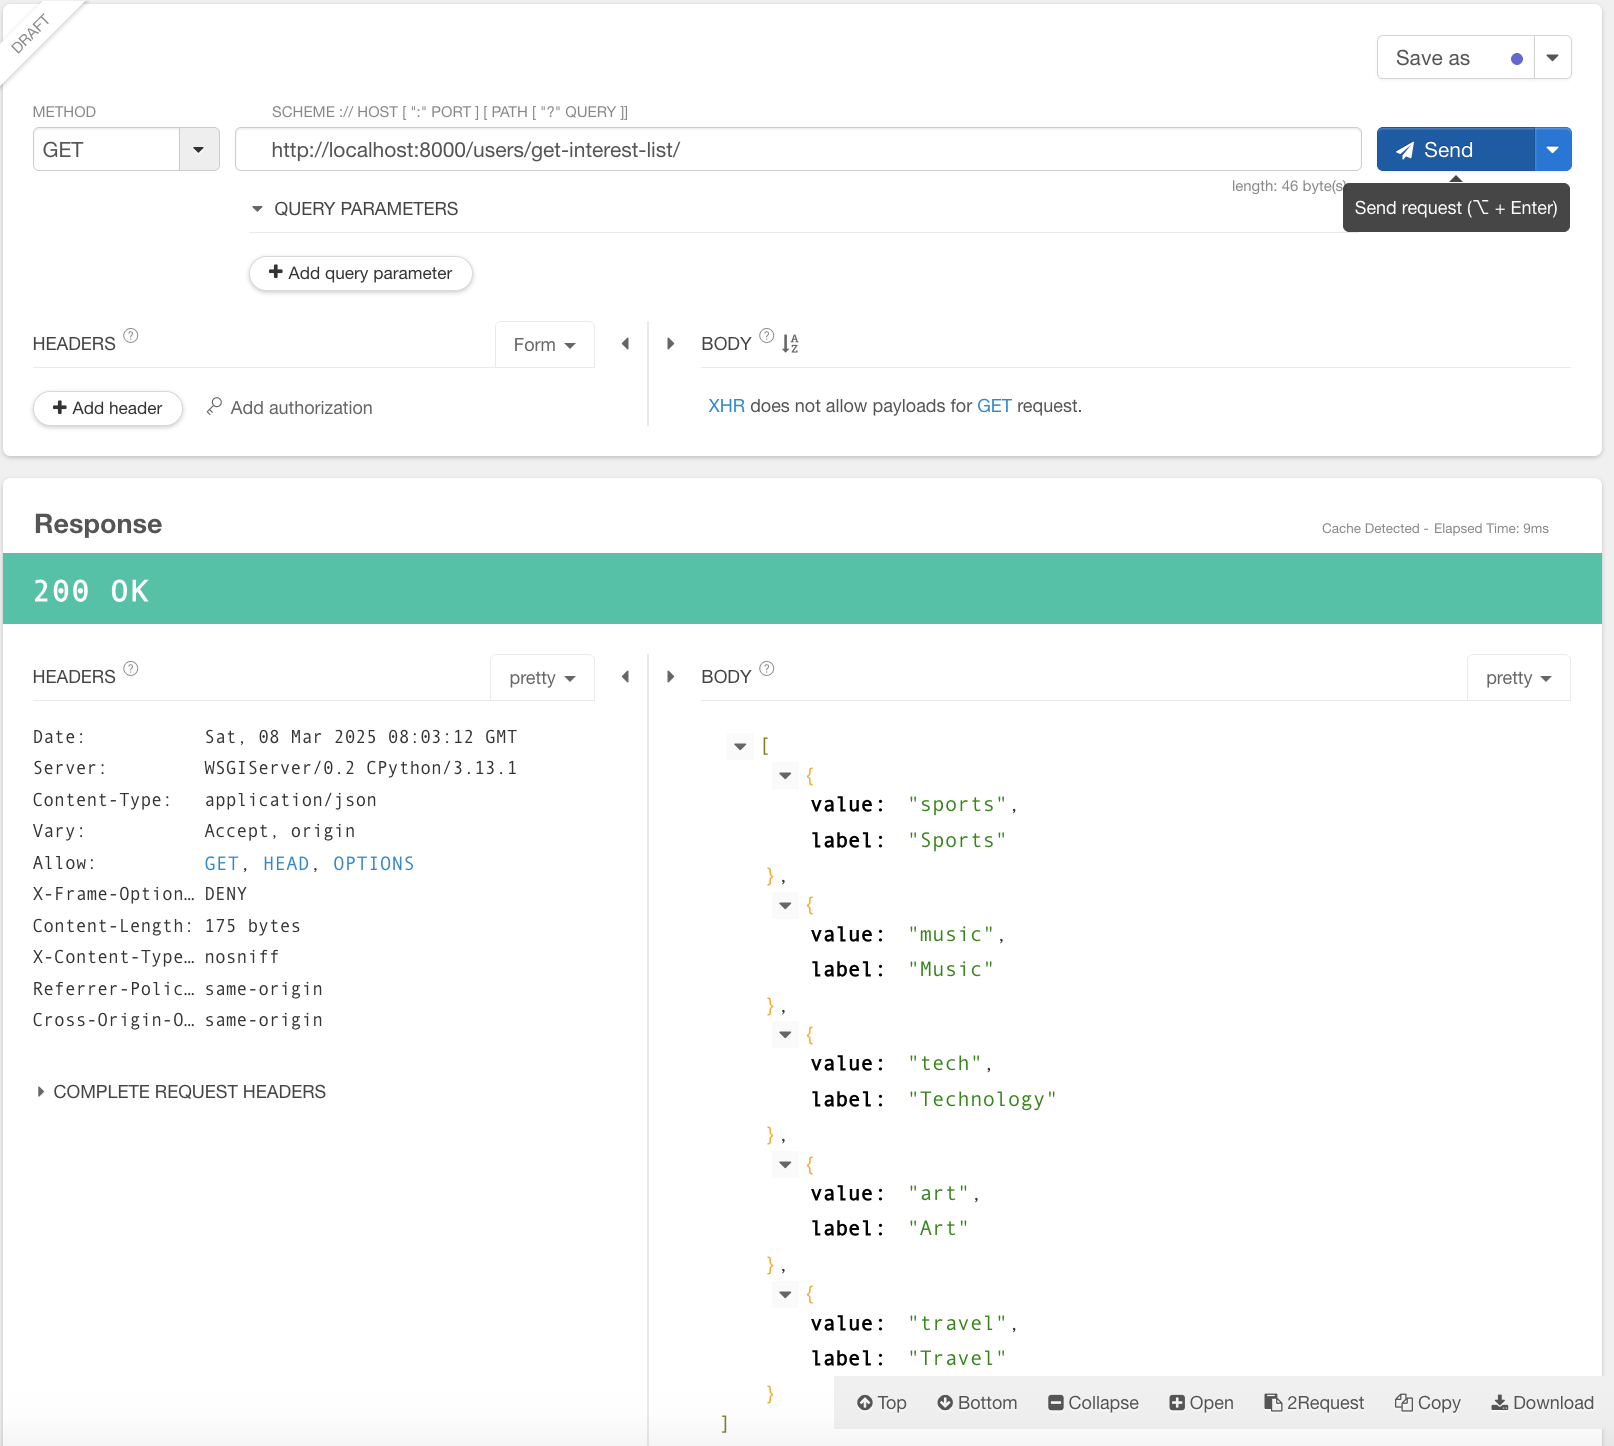 DRAFT
Save as
METHOD
SCHEME :// HOST [ ":" PORT ] [ PATH [ "?" QUERY ]]
GET
http://localhost:8000/users/get-interest-list/
Send
length: 46 byte(s)
Send request (⌥ + Enter)
QUERY PARAMETERS
+ Add query parameter
HEADERS ?
Form
BODY ?
+ Add header
Add authorization
XHR does not allow payloads for GET request.
Response
Cache Detected - Elapsed Time: 9ms
200 OK
HEADERS ?
pretty
BODY ?
pretty
Date: Sat, 08 Mar 2025 08:03:12 GMT
Server: WSGIServer/0.2 CPython/3.13.1
Content-Type: application/json
Vary: Accept, origin
Allow: GET, HEAD, OPTIONS
X-Frame-Option… DENY
Content-Length: 175 bytes
X-Content-Type… nosniff
Referrer-Polic… same-origin
Cross-Origin-O… same-origin
COMPLETE REQUEST HEADERS
[
{
value: "sports",
label: "Sports"
},
{
value: "music",
label: "Music"
},
{
value: "tech",
label: "Technology"
},
{
value: "art",
label: "Art"
},
{
value: "travel",
label: "Travel"
}
]
Top Bottom Collapse Open 2Request Copy Download